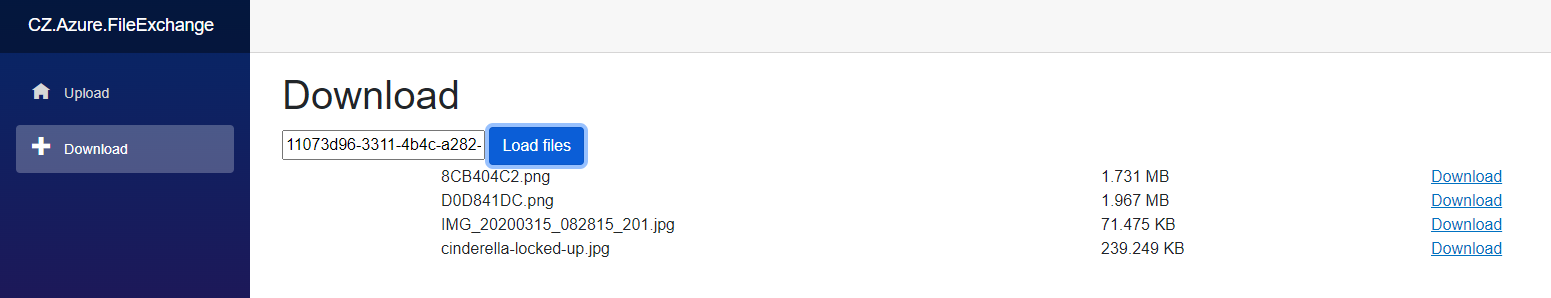 CZ.Azure.FileExchange
Upload
Download
Download
11073d96-3311-4b4c-a282- Load files
8CB404C2.png 1.731 MB Download
D0D841DC.png 1.967 MB Download
IMG_20200315_082815_201.jpg 71.475 KB Download
cinderella-locked-up.jpg 239.249 KB Download